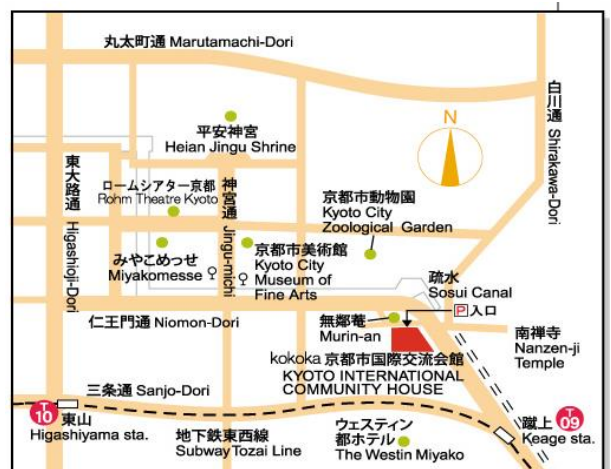 丸太町通 Marutamachi-Dori
白川通 Shirakawa-Dori
N
平安神宮
Heian Jingu Shrine
東大路通 Higashioji-Dori
ロームシアター京都
Rohm Theatre Kyoto
神宮通 Jingu-michi
京都市動物園
Kyoto City
Zoological Garden
みやこめっせ
Miyakomesse
京都市美術館
Kyoto City
Museum of
Fine Arts
疏水
Sosui Canal
P入口
仁王門通 Niomon-Dori
無鄰菴
Murin-an
南禅寺
Nanzen-ji
Temple
kokoka 京都市国際交流会館
KYOTO INTERNATIONAL
COMMUNITY HOUSE
三条通 Sanjo-Dori
T
10
東山
Higashiyama sta.
地下鉄東西線
Subway Tozai Line
ウェスティン
都ホテル
The Westin Miyako
蹴上
Keage sta.
T
09